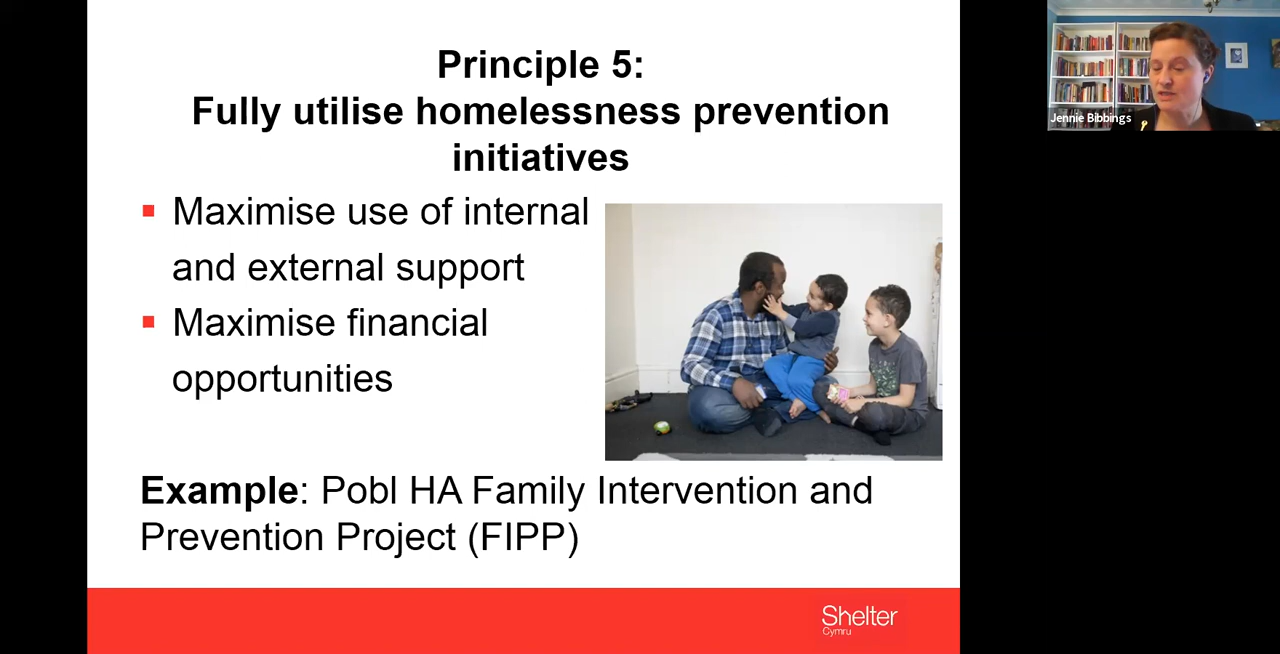 Principle 5:
Fully utilise homelessness prevention
initiatives
Maximise use of internal
and external support
Maximise financial
opportunities
Example: Pobl HA Family Intervention and
Prevention Project (FIPP)
Shelter
Cymru
Jennie Bibbings